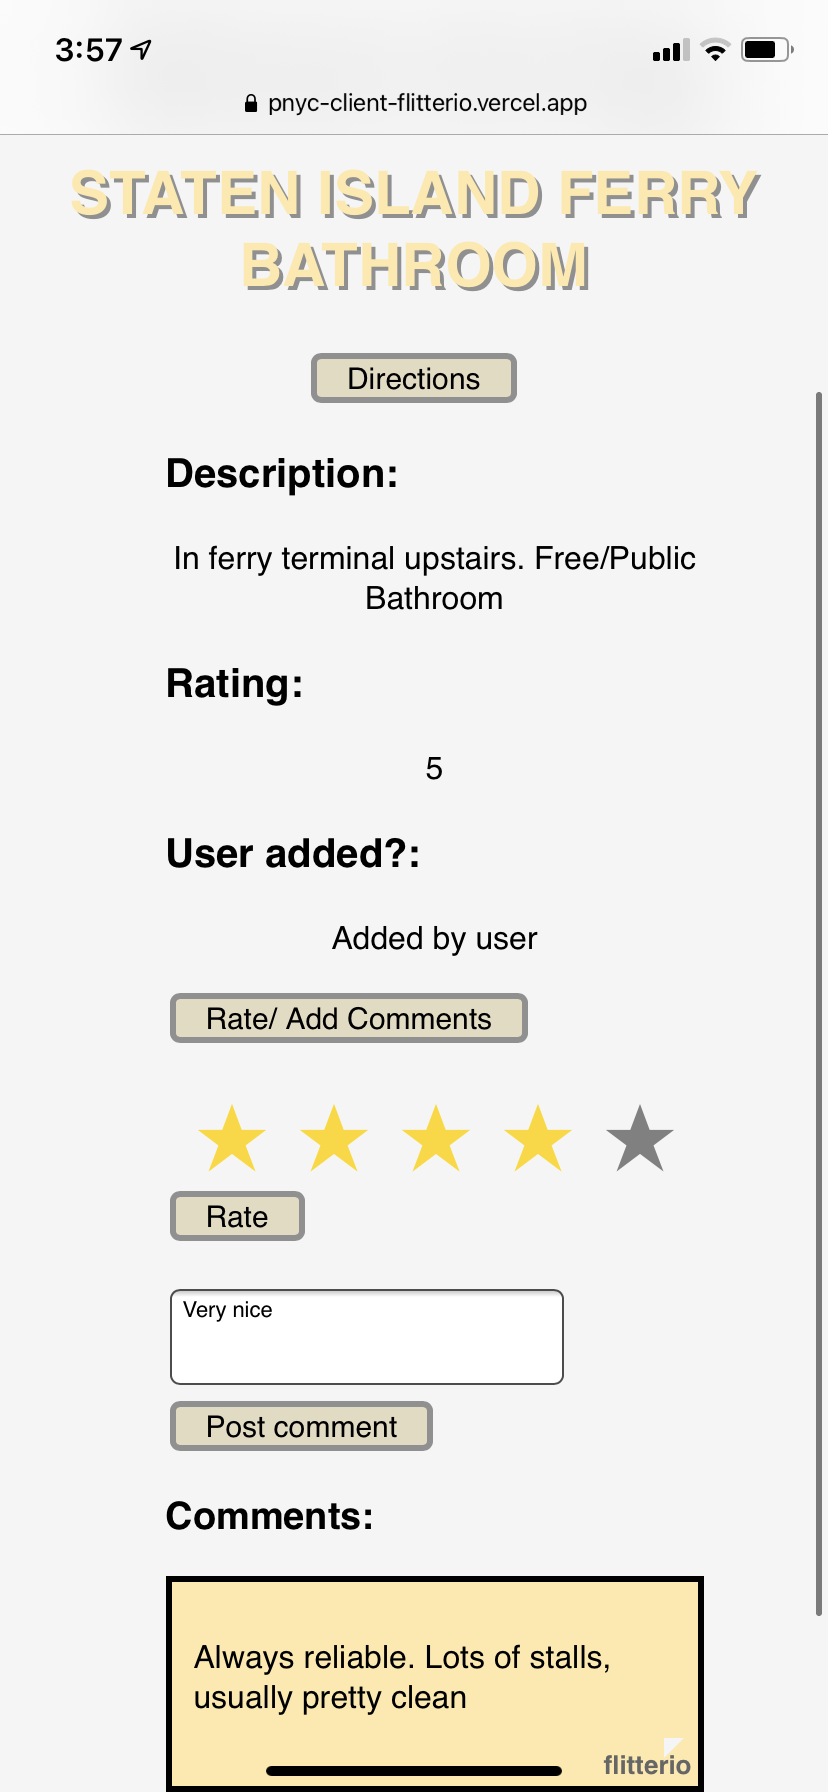 3:57
pnyc-client-flitterio.vercel.app
STATEN ISLAND FERRY
BATHROOM
Directions
Description:
In ferry terminal upstairs. Free/Public
Bathroom
Rating:
5
User added?:
Added by user
Rate/ Add Comments
Rate
Very nice
Post comment
Comments:
Always reliable. Lots of stalls,
usually pretty clean
flitterio